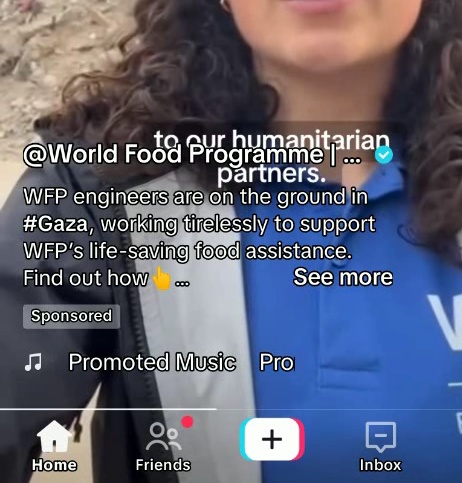 to our humanitarian
@World Food Programme | ...
partners.
WFP engineers are on the ground in
#Gaza, working tirelessly to support
WFP's life-saving food assistance.
Find out how👆... See more
Sponsored
Promoted Music Pro
W
Home Friends Inbox